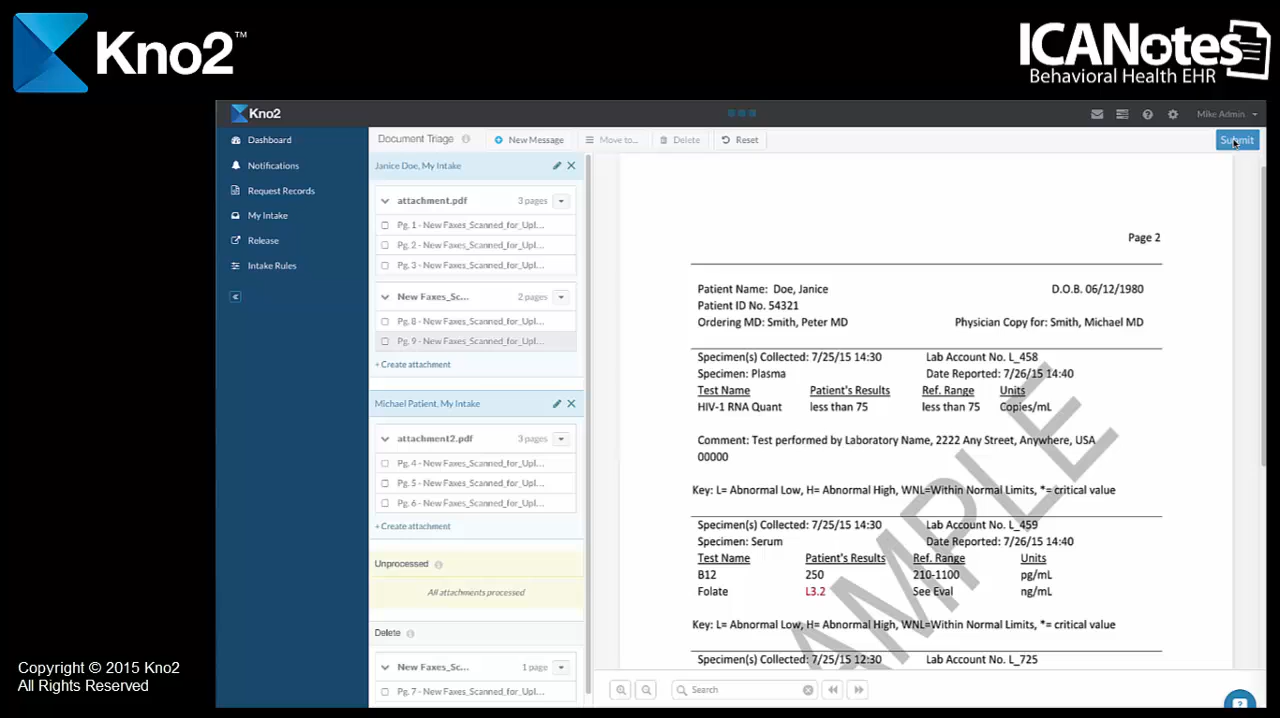 Kno2™
ICANotes
Behavioral Health EHR
Kno2
Mike Admin
Dashboard
Notifications
Request Records
My Intake
Release
Intake Rules
Document Triage
New Message
Move to...
Delete
Reset
Submit
Janice Doe, My Intake
attachment.pdf 3 pages
Pg. 1 - New Faxes_Scanned_for_Upl...
Pg. 2 - New Faxes_Scanned_for_Upl...
Pg. 3 - New Faxes_Scanned_for_Upl...
New Faxes_Sc... 2 pages
Pg. 8 - New Faxes_Scanned_for_Upl...
Pg. 9 - New Faxes_Scanned_for_Upl...
+ Create attachment
Michael Patient, My Intake
attachment2.pdf 3 pages
Pg. 4 - New Faxes_Scanned_for_Upl...
Pg. 5 - New Faxes_Scanned_for_Upl...
Pg. 6 - New Faxes_Scanned_for_Upl...
+ Create attachment
Unprocessed
All attachments processed
Delete
New Faxes_Sc... 1 page
Pg. 7 - New Faxes_Scanned_for_Upl...
Page 2
Patient Name: Doe, Janice D.O.B. 06/12/1980
Patient ID No. 54321
Ordering MD: Smith, Peter MD Physician Copy for: Smith, Michael MD
Specimen(s) Collected: 7/25/15 14:30 Lab Account No. L_458
Specimen: Plasma Date Reported: 7/26/15 14:40
Test Name Patient's Results Ref. Range Units
HIV-1 RNA Quant less than 75 less than 75 Copies/mL
Comment: Test performed by Laboratory Name, 2222 Any Street, Anywhere, USA
00000
Key: L= Abnormal Low, H= Abnormal High, WNL=Within Normal Limits, *= critical value
Specimen(s) Collected: 7/25/15 14:30 Lab Account No. L_459
Specimen: Serum Date Reported: 7/26/15 14:40
Test Name Patient's Results Ref. Range Units
B12 250 210-1100 pg/mL
Folate L3.2 See Eval ng/mL
Key: L= Abnormal Low, H= Abnormal High, WNL=Within Normal Limits, *= critical value
Specimen(s) Collected: 7/25/15 12:30 Lab Account No. L_725
AMPLE
Search
Copyright © 2015 Kno2
All Rights Reserved